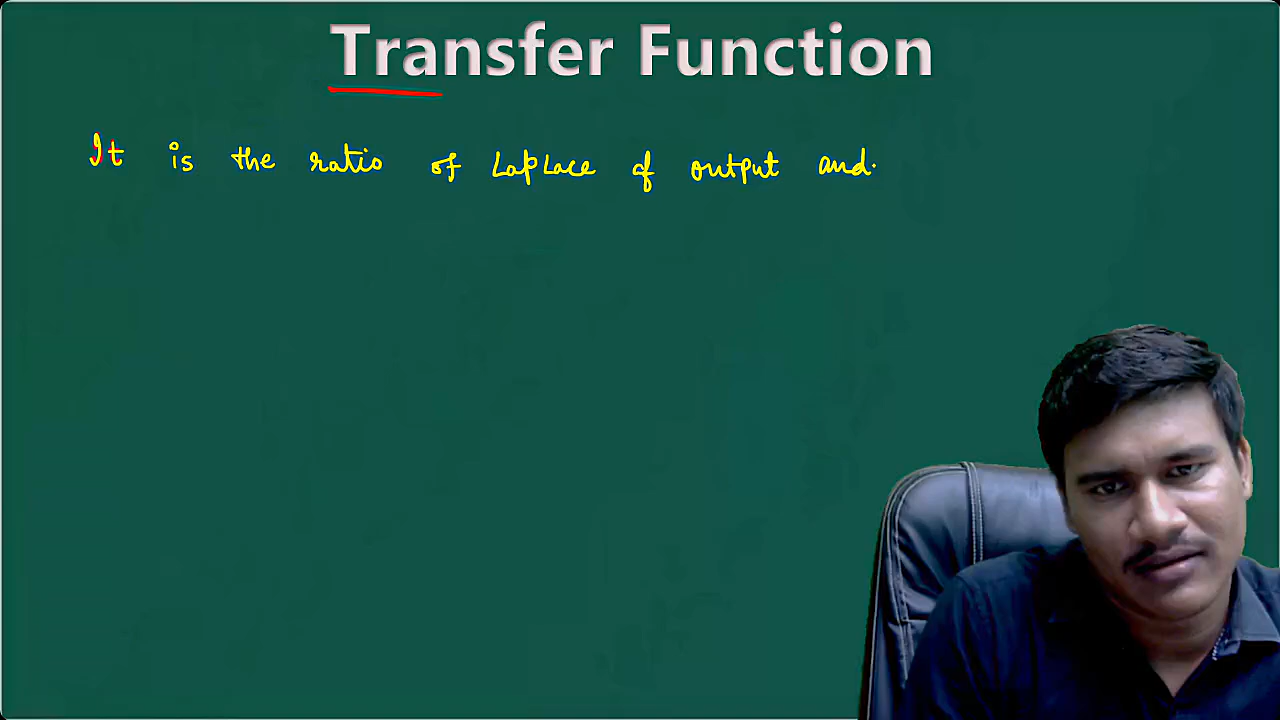 Transfer Function
It is the ratio of Laplace of output and